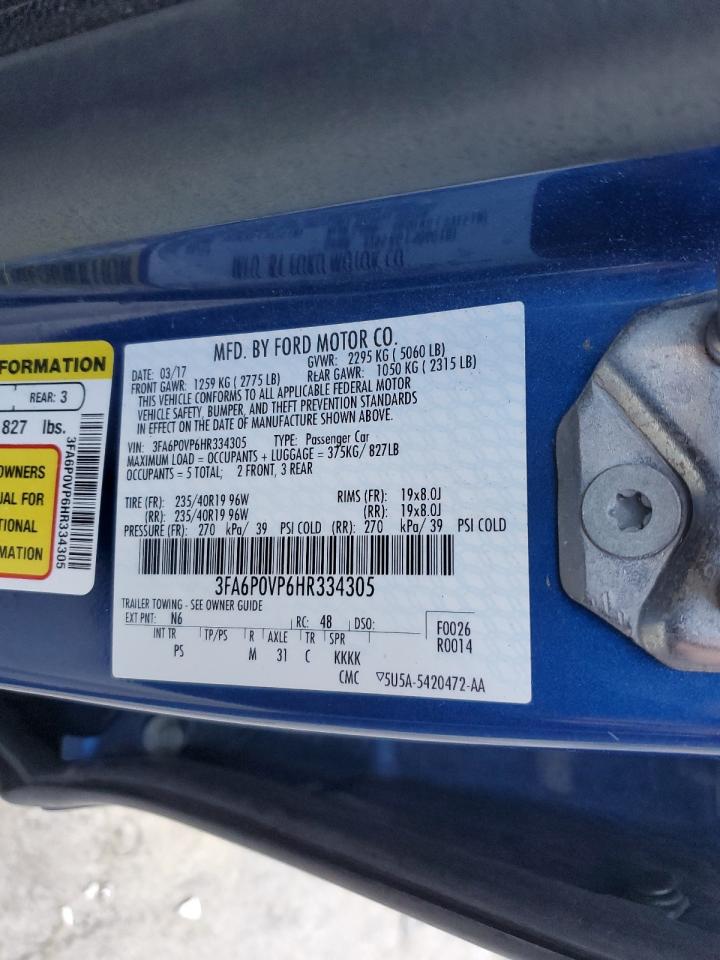 MFD. BY FORD MOTOR CO.
DATE: 03/17 GVWR: 2295 KG ( 5060 LB)
FRONT GAWR: 1259 KG ( 2775 LB) REAR GAWR: 1050 KG ( 2315 LB)
THIS VEHICLE CONFORMS TO ALL APPLICABLE FEDERAL MOTOR
VEHICLE SAFETY, BUMPER, AND THEFT PREVENTION STANDARDS
IN EFFECT ON THE DATE OF MANUFACTURE SHOWN ABOVE.
VIN: 3FA6P0VP6HR334305 TYPE: Passenger Car
MAXIMUM LOAD = OCCUPANTS + LUGGAGE = 375KG/ 827LB
OCCUPANTS = 5 TOTAL; 2 FRONT, 3 REAR
TIRE (FR): 235/40R19 96W RIMS (FR): 19x8.0J
(RR): 235/40R19 96W (RR): 19x8.0J
PRESSURE (FR): 270 kPa/ 39 PSI COLD (RR): 270 kPa/ 39 PSI COLD
3FA6P0VP6HR334305
TRAILER TOWING - SEE OWNER GUIDE
EXT PNT: N6 RC: 48 DSO: F0026
INT TR TP/PS R AXLE TR SPR R0014
PS M 31 C KKKK
CMC ▽5U5A-5420472-AA
FORMATION
REAR: 3
827 lbs.
3FA6P0VP6HR334305
OWNERS
UAL FOR
TIONAL
RMATION